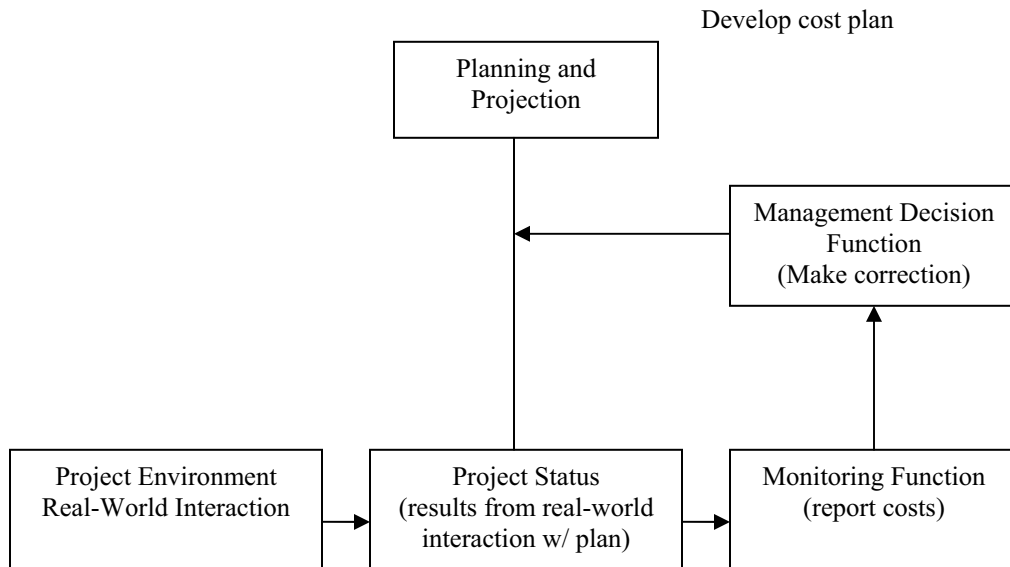 Develop cost plan
Planning and
Projection
Management Decision
Function
(Make correction)
Project Environment
Real-World Interaction
Project Status
(results from real-world
interaction w/ plan)
Monitoring Function
(report costs)